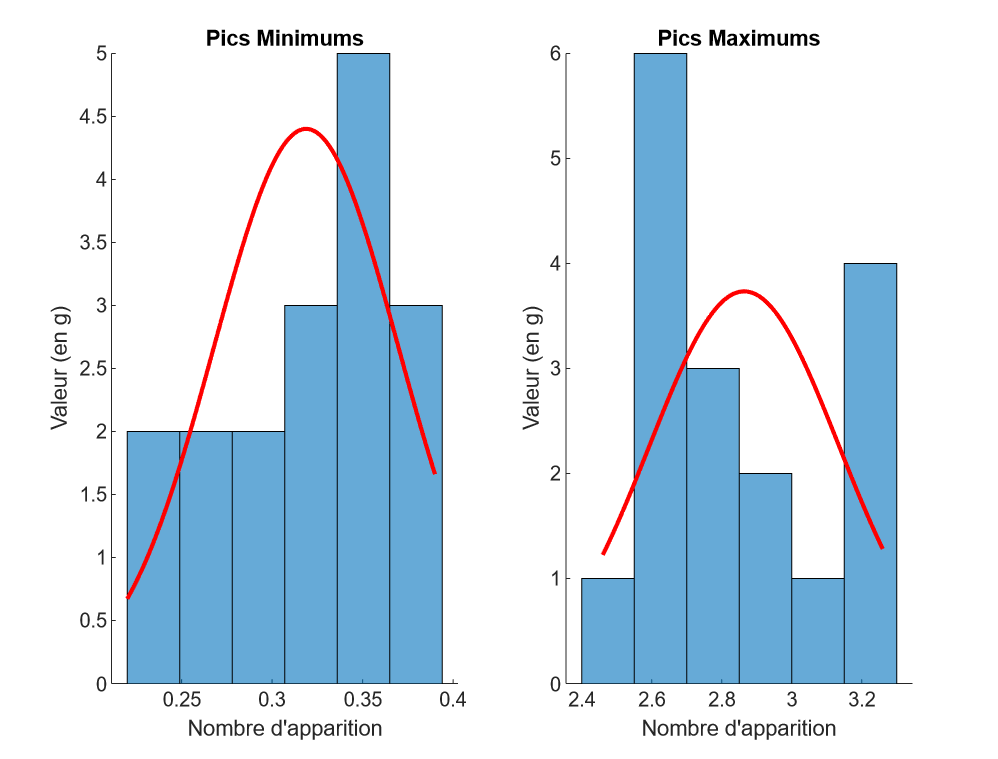 Pics Minimums
5
4.5
4
3.5
3
2.5
2
1.5
1
0.5
0
Valeur (en g)
0.25 0.3 0.35 0.4
Nombre d'apparition
Pics Maximums
6
5
4
3
2
1
0
Valeur (en g)
2.4 2.6 2.8 3 3.2
Nombre d'apparition